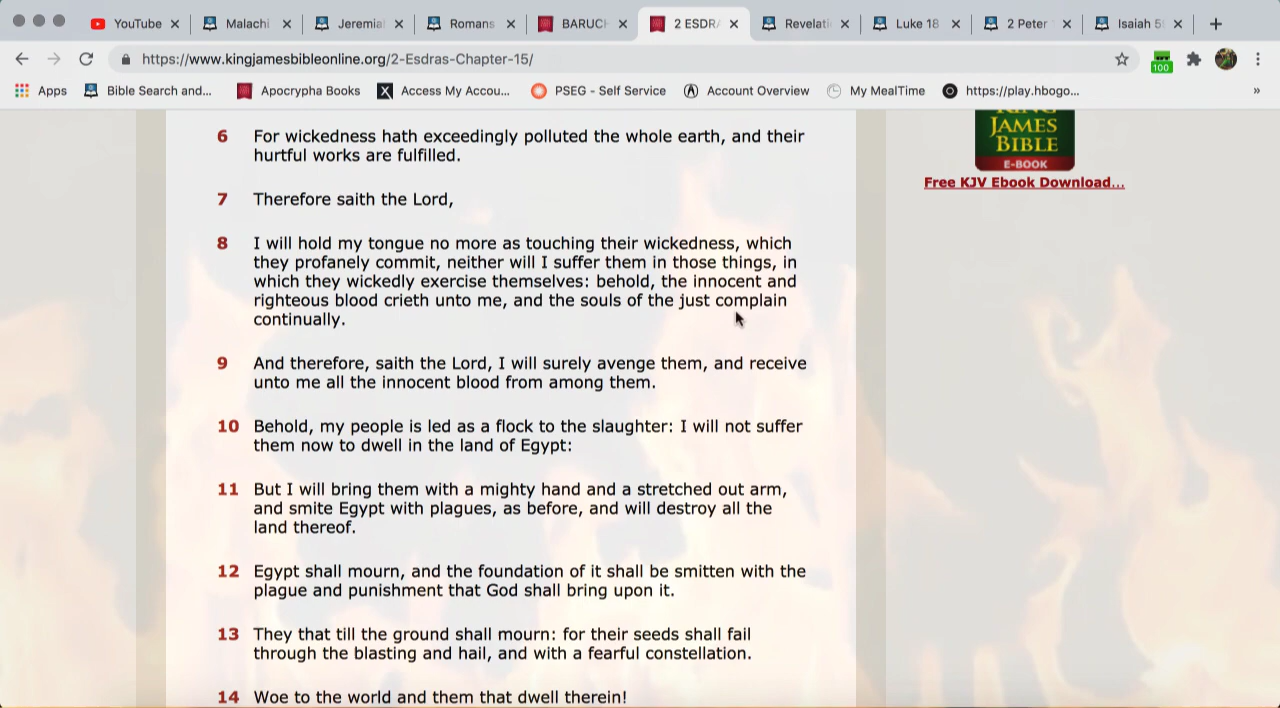 YouTube
Malachi
Jeremia
Romans
BARUCH
2 ESDRA
Revelati
Luke 18
2 Peter
Isaiah 5
https://www.kingjamesbibleonline.org/2-Esdras-Chapter-15/
100
Apps
Bible Search and...
Apocrypha Books
Access My Accou...
PSEG - Self Service
Account Overview
My MealTime
https://play.hbogo...
»
KING
JAMES
BIBLE
E-BOOK
Free KJV Ebook Download...
6 For wickedness hath exceedingly polluted the whole earth, and their
hurtful works are fulfilled.
7 Therefore saith the Lord,
8 I will hold my tongue no more as touching their wickedness, which
they profanely commit, neither will I suffer them in those things, in
which they wickedly exercise themselves: behold, the innocent and
righteous blood crieth unto me, and the souls of the just complain
continually.
9 And therefore, saith the Lord, I will surely avenge them, and receive
unto me all the innocent blood from among them.
10 Behold, my people is led as a flock to the slaughter: I will not suffer
them now to dwell in the land of Egypt:
11 But I will bring them with a mighty hand and a stretched out arm,
and smite Egypt with plagues, as before, and will destroy all the
land thereof.
12 Egypt shall mourn, and the foundation of it shall be smitten with the
plague and punishment that God shall bring upon it.
13 They that till the ground shall mourn: for their seeds shall fail
through the blasting and hail, and with a fearful constellation.
14 Woe to the world and them that dwell therein!